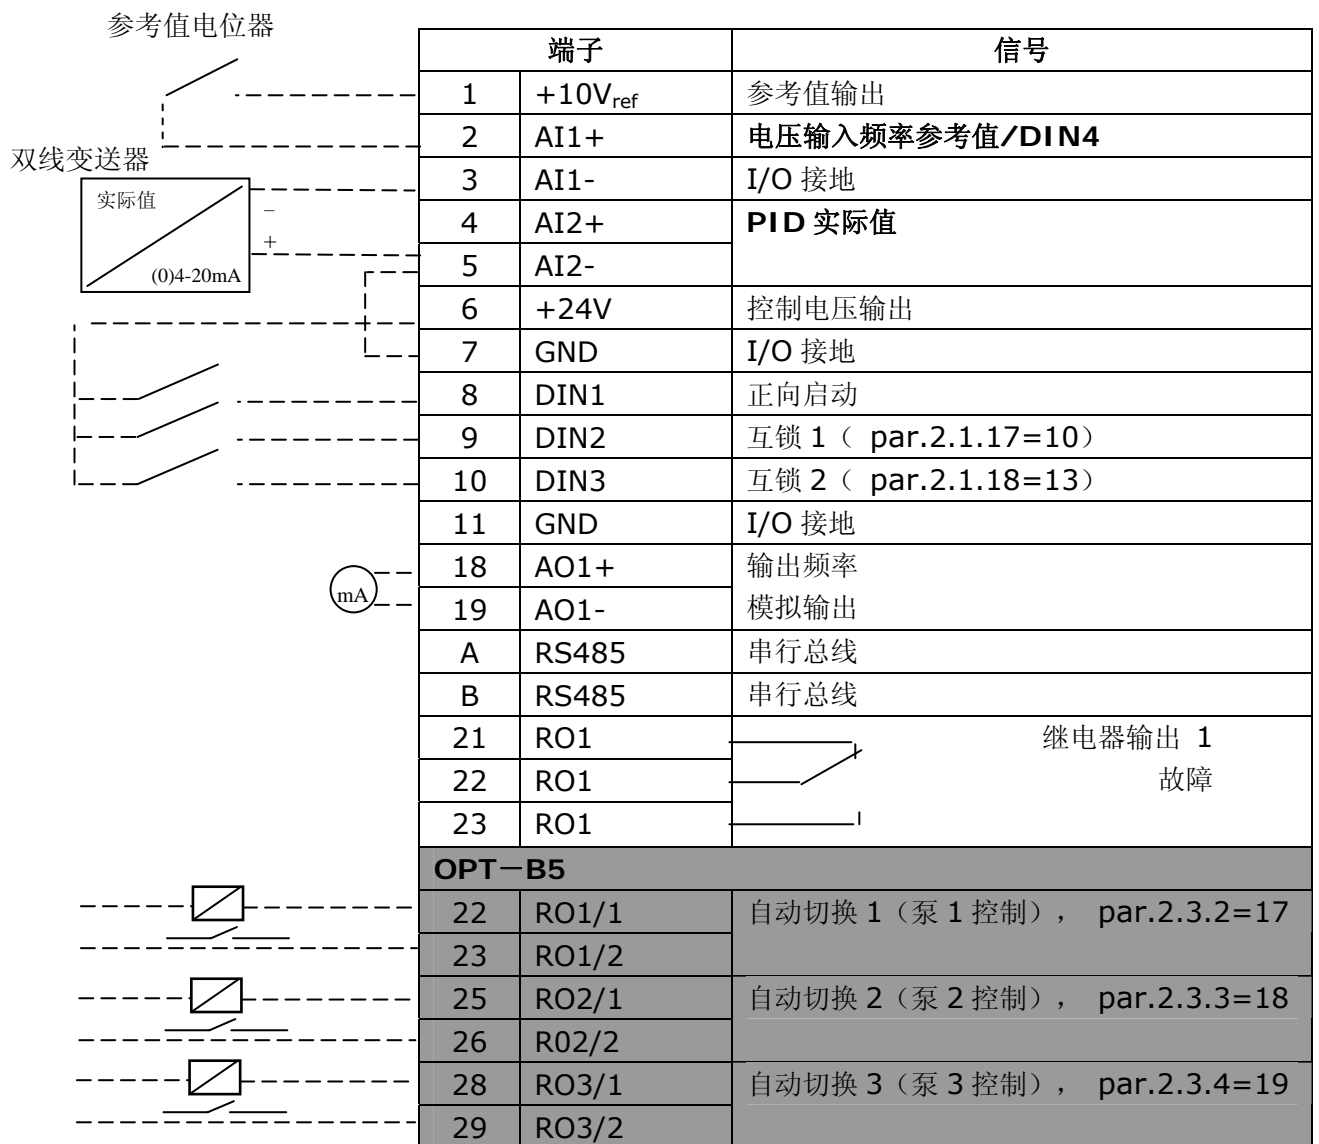 参考值电位器
端子 信号
1 +10Vref 参考值输出
2 AI1+ 电压输入频率参考值/DIN4
双线变送器
3 AI1- I/O 接地
实际值
−
4 AI2+ PID 实际值
+
(0)4-20mA
5 AI2-
6 +24V 控制电压输出
7 GND I/O 接地
8 DIN1 正向启动
9 DIN2 互锁 1（ par.2.1.17=10）
10 DIN3 互锁 2（ par.2.1.18=13）
11 GND I/O 接地
18 AO1+ 输出频率
mA
19 AO1- 模拟输出
A RS485 串行总线
B RS485 串行总线
21 RO1 继电器输出 1
22 RO1 故障
23 RO1
OPT－B5
22 RO1/1 自动切换 1（泵 1 控制）， par.2.3.2=17
23 RO1/2
25 RO2/1 自动切换 2（泵 2 控制）， par.2.3.3=18
26 R02/2
28 RO3/1 自动切换 3（泵 3 控制）， par.2.3.4=19
29 RO3/2